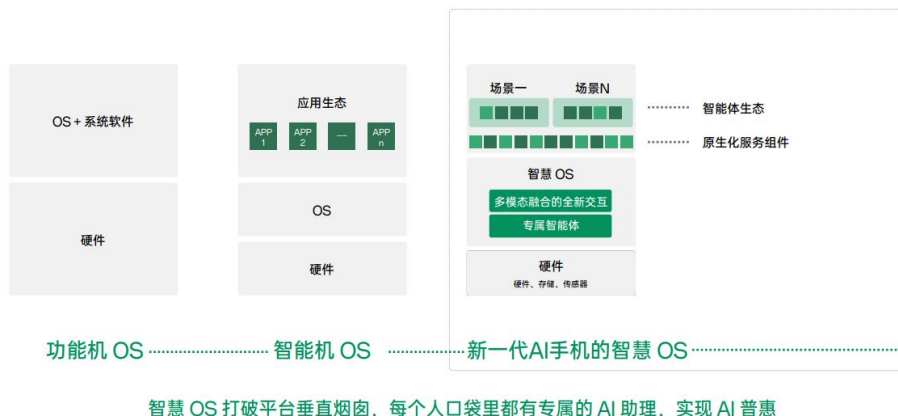 OS + 系统软件
硬件
功能机 OS
应用生态
APP
1
APP
2
APP
n
OS
硬件
智能机 OS
场景一
场景N
智能体生态
原生化服务组件
智慧 OS
多模态融合的全新交互
专属智能体
硬件
硬件、存储、传感器
新一代AI手机的智慧 OS
智慧 OS 打破平台垂直烟囱，每个人口袋里都有专属的 AI 助理，实现 AI 普惠